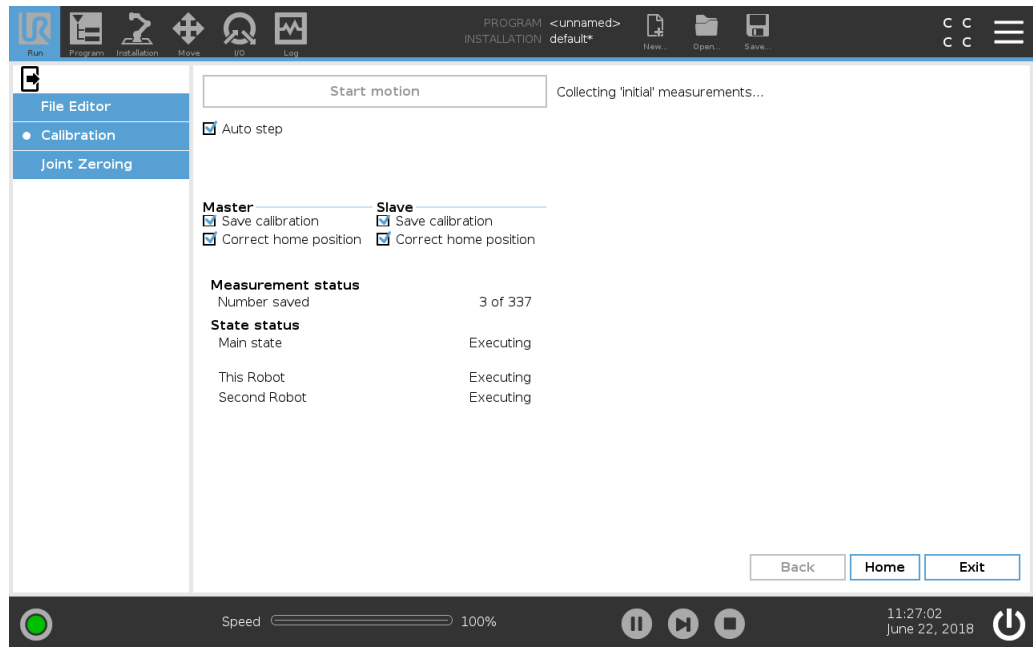 UR
Run
Program
Installation
Move
I/O
Log
PROGRAM <unnamed>
INSTALLATION default*
New...
Open...
Save...
C C
C C
File Editor
Calibration
Joint Zeroing
Start motion
Collecting 'initial' measurements...
Auto step
Master Slave
Save calibration Save calibration
Correct home position Correct home position
Measurement status
Number saved 3 of 337
State status
Main state Executing
This Robot Executing
Second Robot Executing
Back Home Exit
Speed 100%
11:27:02
June 22, 2018